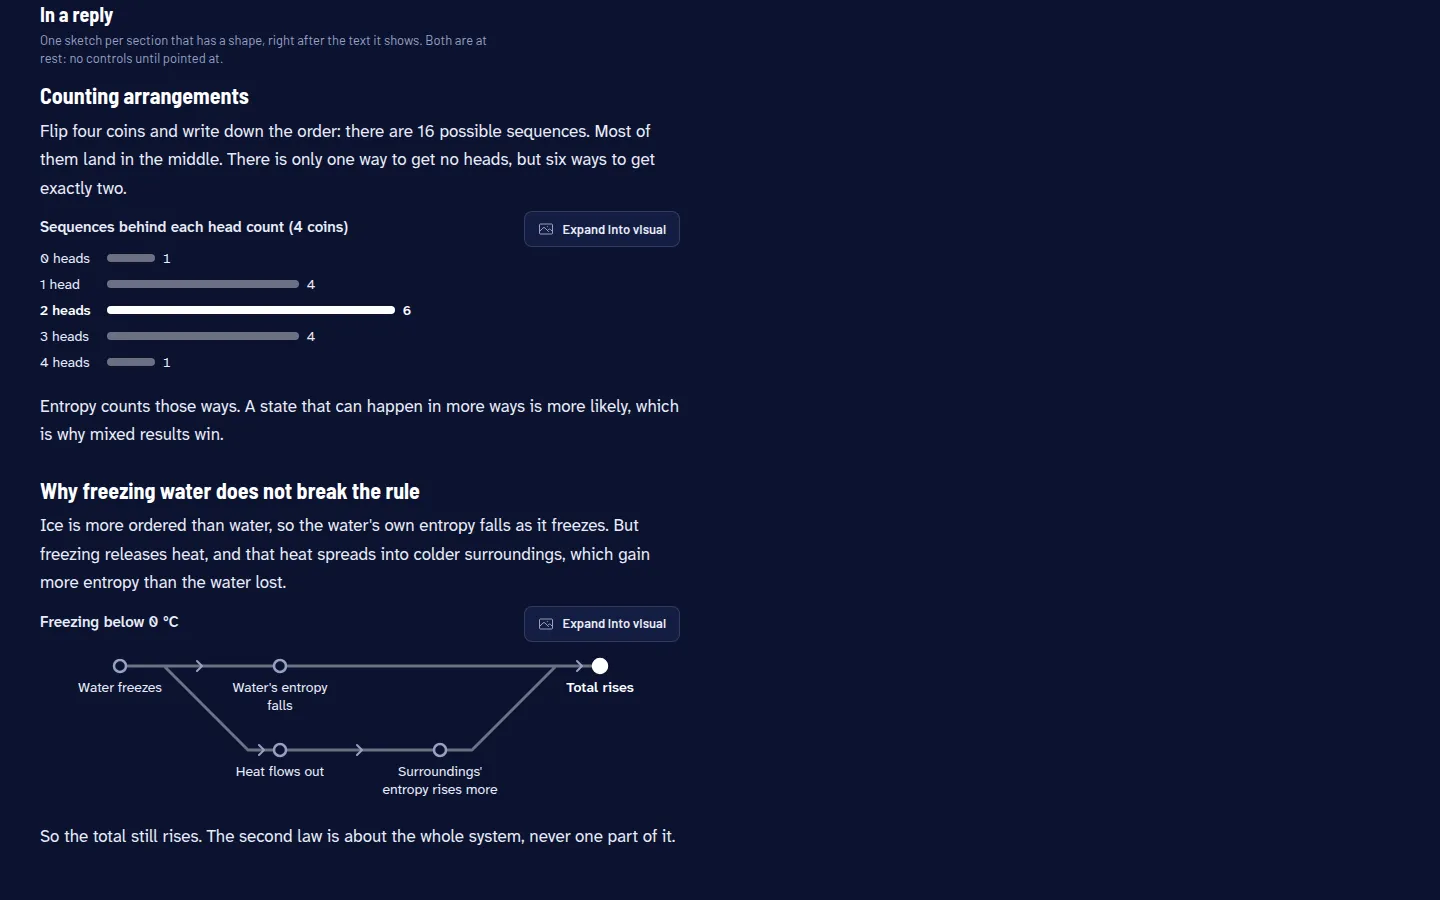 In a reply
One sketch per section that has a shape, right after the text it shows. Both are at
rest: no controls until pointed at.
Counting arrangements
Flip four coins and write down the order: there are 16 possible sequences. Most of
them land in the middle. There is only one way to get no heads, but six ways to get
exactly two.
Sequences behind each head count (4 coins)
Expand into visual
0 heads 1
1 head 4
2 heads 6
3 heads 4
4 heads 1
Entropy counts those ways. A state that can happen in more ways is more likely, which
is why mixed results win.
Why freezing water does not break the rule
Ice is more ordered than water, so the water's own entropy falls as it freezes. But
freezing releases heat, and that heat spreads into colder surroundings, which gain
more entropy than the water lost.
Freezing below 0 °C
Expand into visual
Water freezes
Water's entropy
falls
Total rises
Heat flows out
Surroundings'
entropy rises more
So the total still rises. The second law is about the whole system, never one part of it.